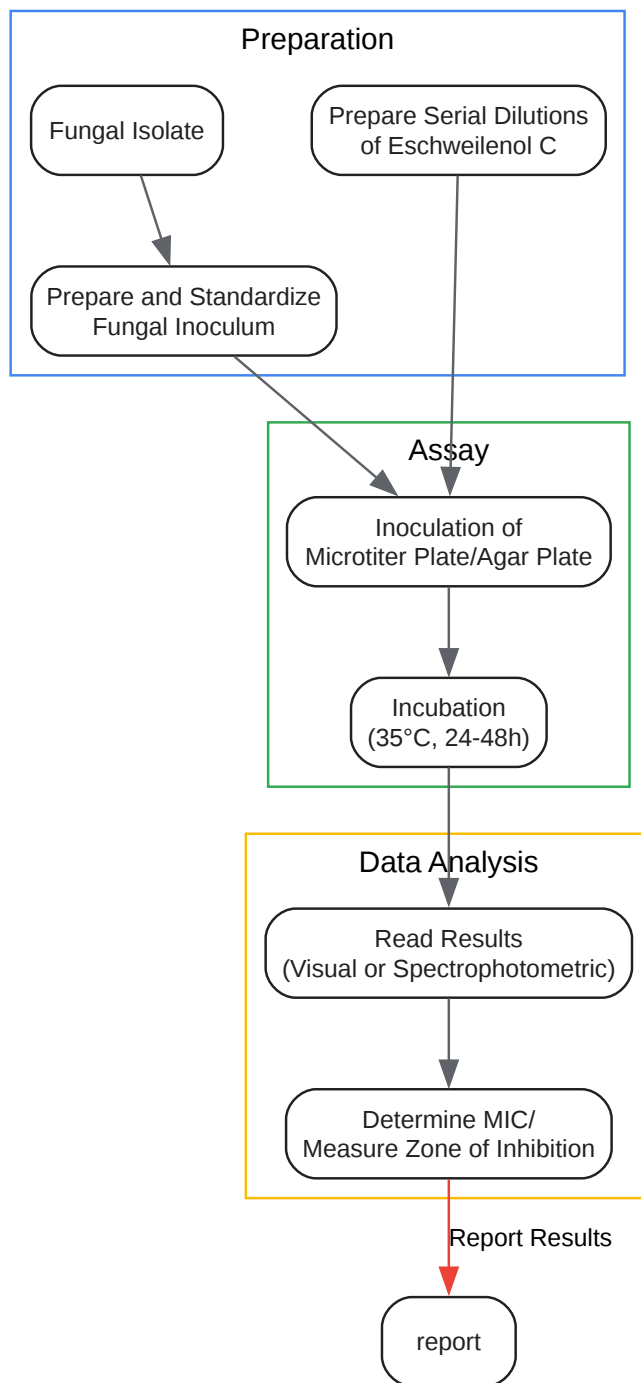 Preparation
Fungal Isolate
Prepare Serial Dilutions
of Eschweilenol C
Prepare and Standardize
Fungal Inoculum
Assay
Inoculation of
Microtiter Plate/Agar Plate
Incubation
(35°C, 24-48h)
Data Analysis
Read Results
(Visual or Spectrophotometric)
Determine MIC/
Measure Zone of Inhibition
Report Results
report